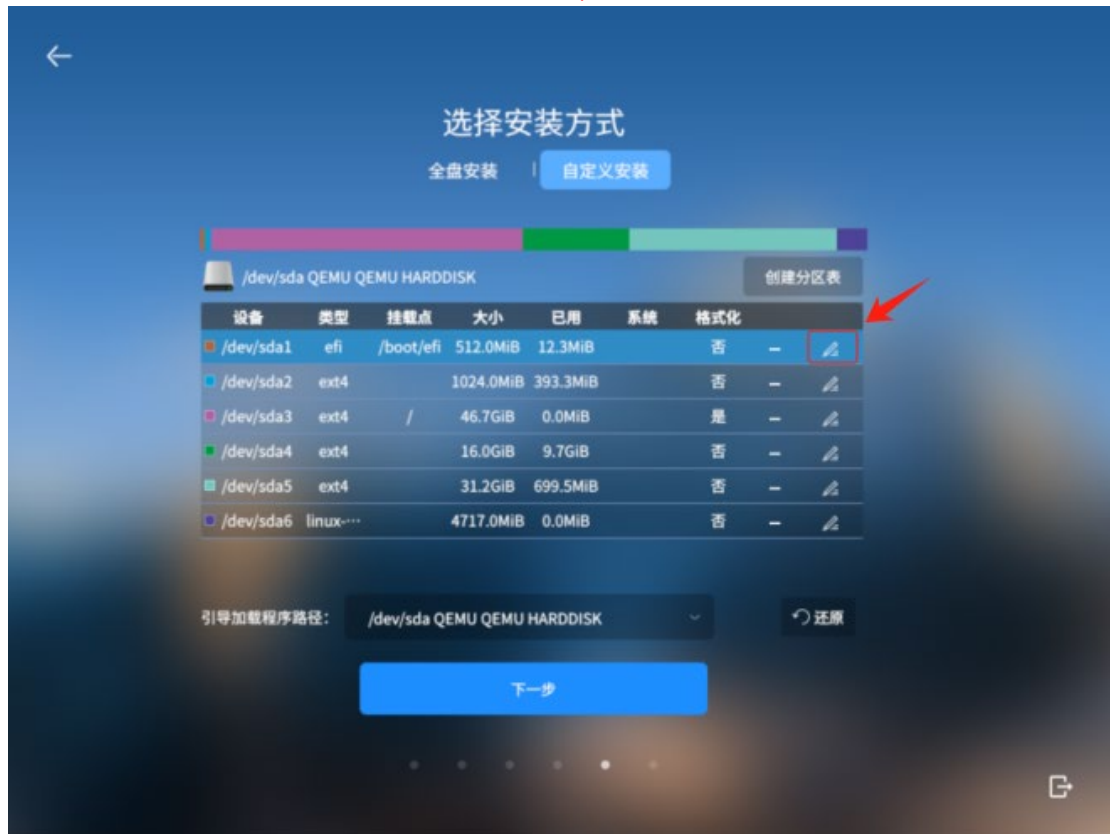 选择安装方式
全盘安装 | 自定义安装
/dev/sda QEMU QEMU HARDDISK 创建分区表
设备 类型 挂载点 大小 已用 系统 格式化
/dev/sda1 efi /boot/efi 512.0MiB 12.3MiB 否 –
/dev/sda2 ext4 1024.0MiB 393.3MiB 否 –
/dev/sda3 ext4 / 46.7GiB 0.0MiB 是 –
/dev/sda4 ext4 16.0GiB 9.7GiB 否 –
/dev/sda5 ext4 31.2GiB 699.5MiB 否 –
/dev/sda6 linux-… 4717.0MiB 0.0MiB 否 –
引导加载程序路径: /dev/sda QEMU QEMU HARDDISK 还原
下一步